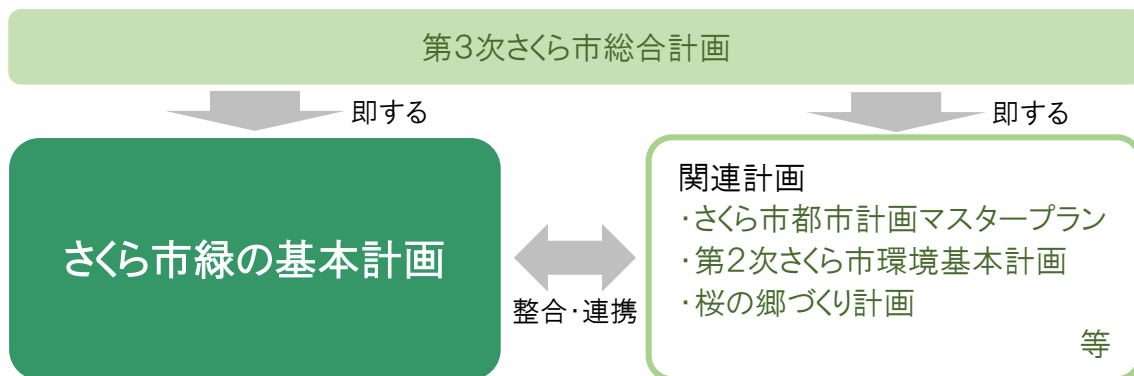 第3次さくら市総合計画
即する
即する
さくら市緑の基本計画
整合・連携
関連計画
・さくら市都市計画マスタープラン
・第2次さくら市環境基本計画
・桜の郷づくり計画
等